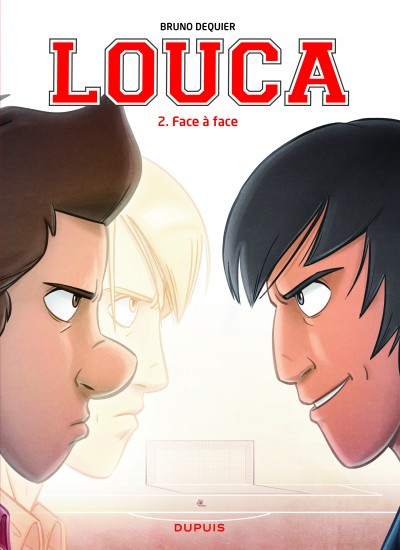 BRUNO DEQUIER
LOUCA
2. Face à face
DUPUIS